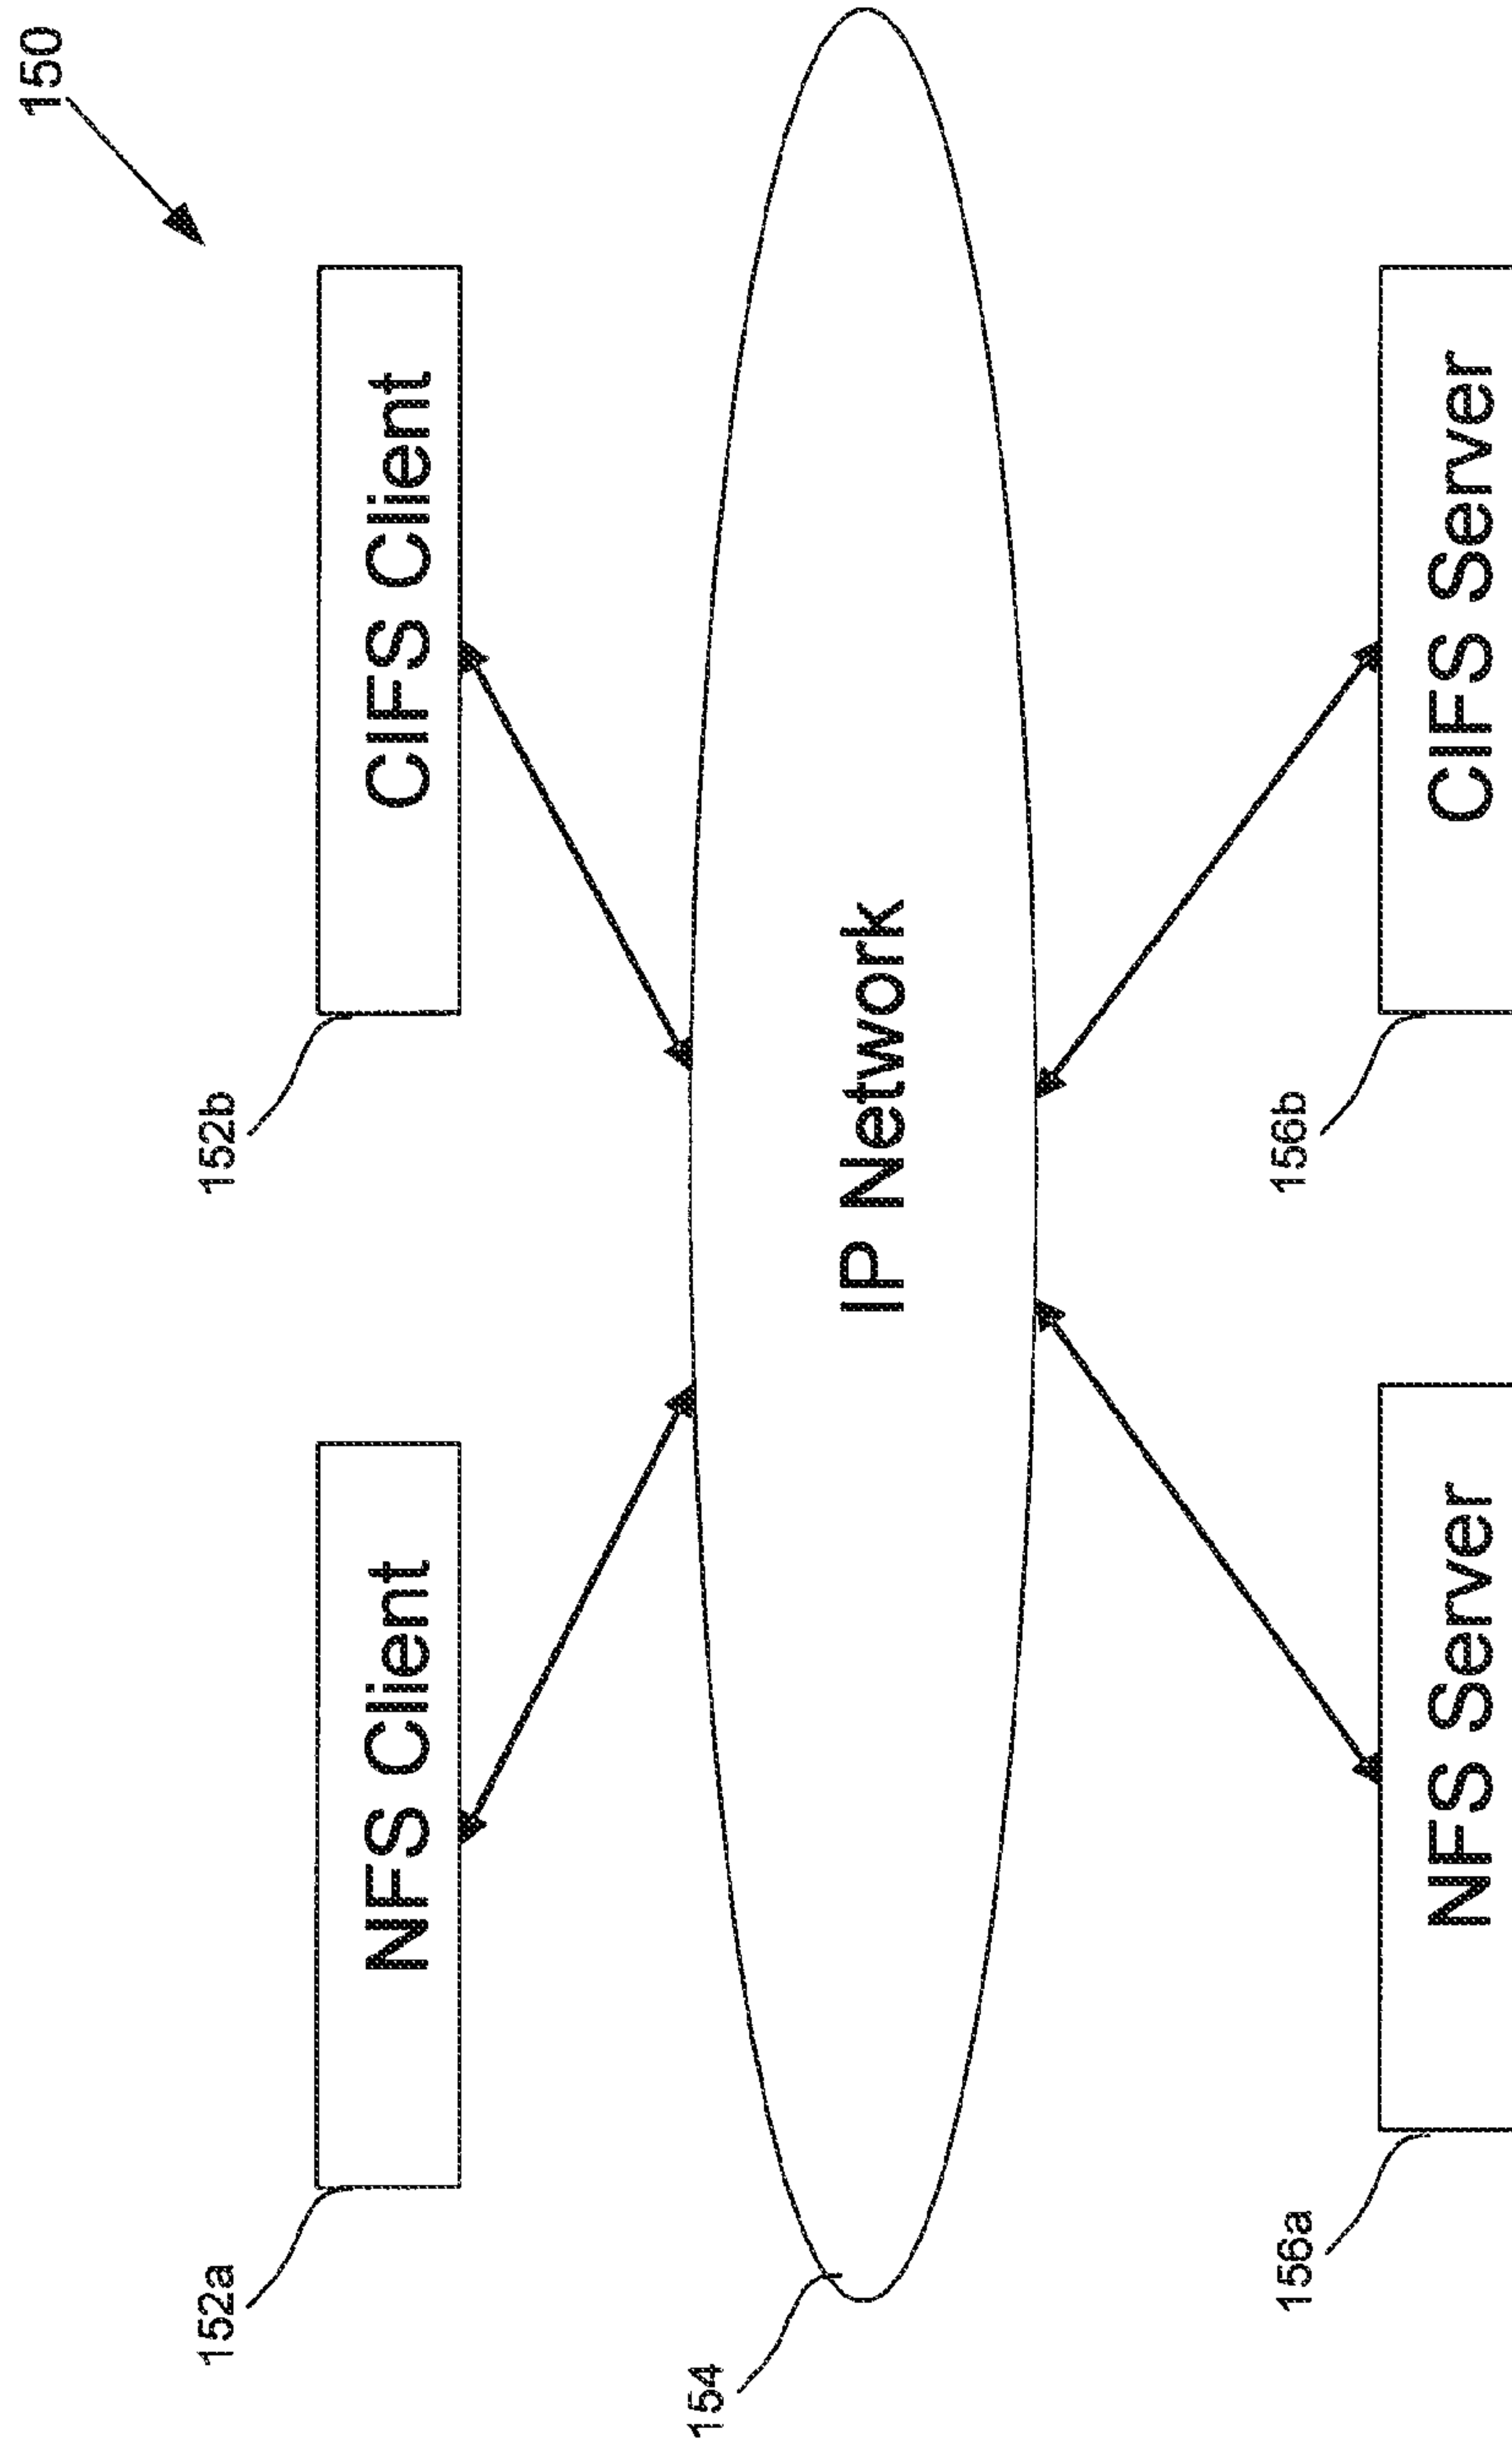 150
152a
NFS Client
152b
CIFS Client
154
IP Network
156a
NFS Server
156b
CIFS Server